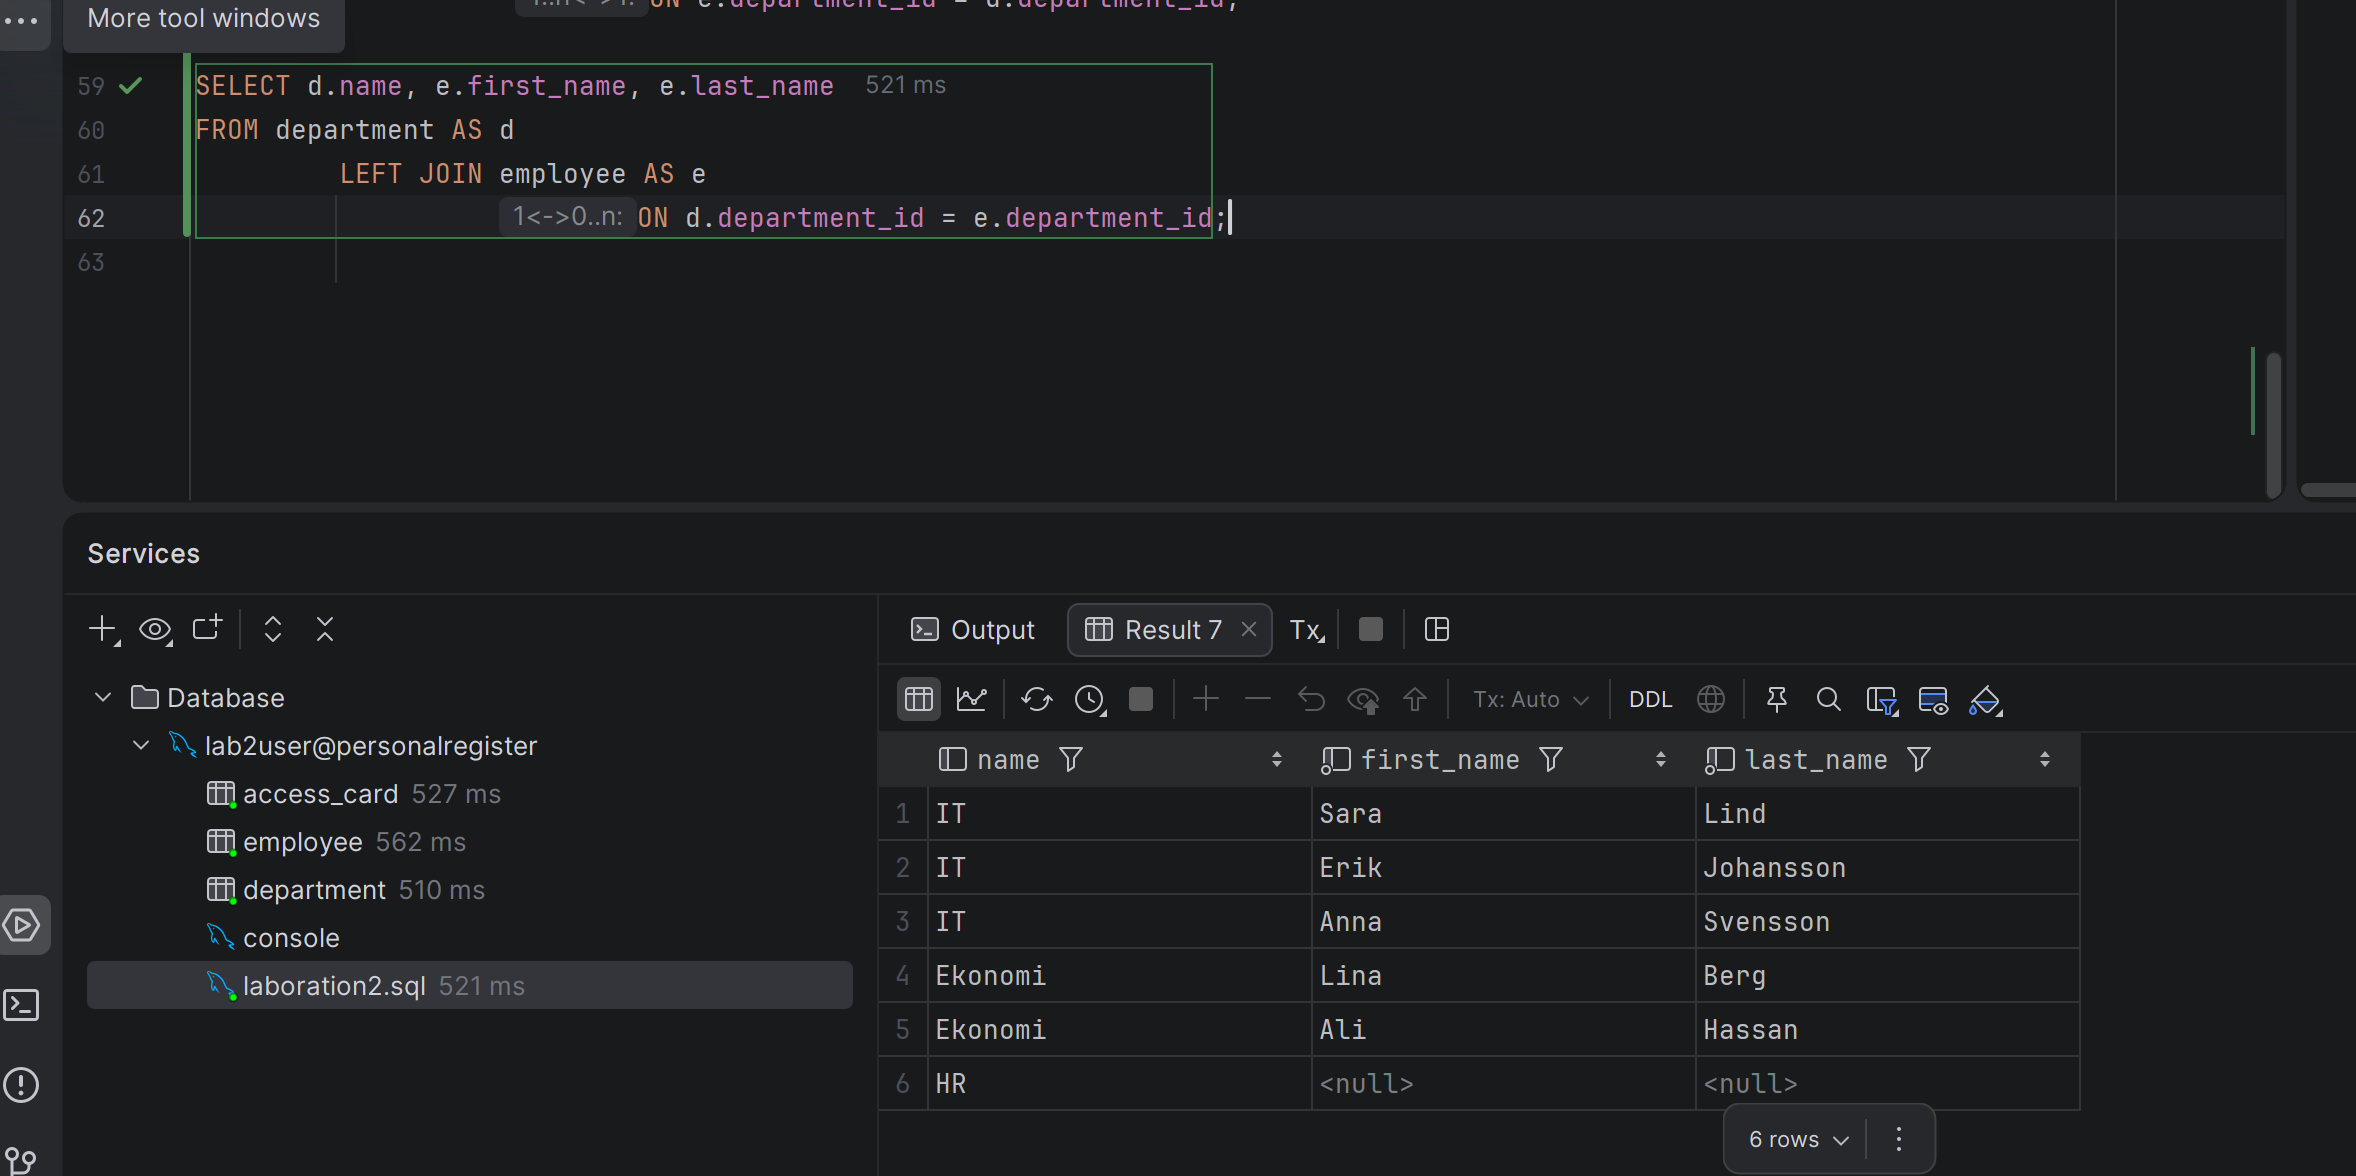 More tool windows
ON e.department_id = d.department_id;
59 SELECT d.name, e.first_name, e.last_name 521 ms
60 FROM department AS d
61 LEFT JOIN employee AS e
62 1<->0..n: ON d.department_id = e.department_id;
63
Services
Output Result 7 Tx
Tx: Auto DDL
Database
lab2user@personalregister
access_card 527 ms
employee 562 ms
department 510 ms
console
laboration2.sql 521 ms
name first_name last_name
1 IT Sara Lind
2 IT Erik Johansson
3 IT Anna Svensson
4 Ekonomi Lina Berg
5 Ekonomi Ali Hassan
6 HR <null> <null>
6 rows